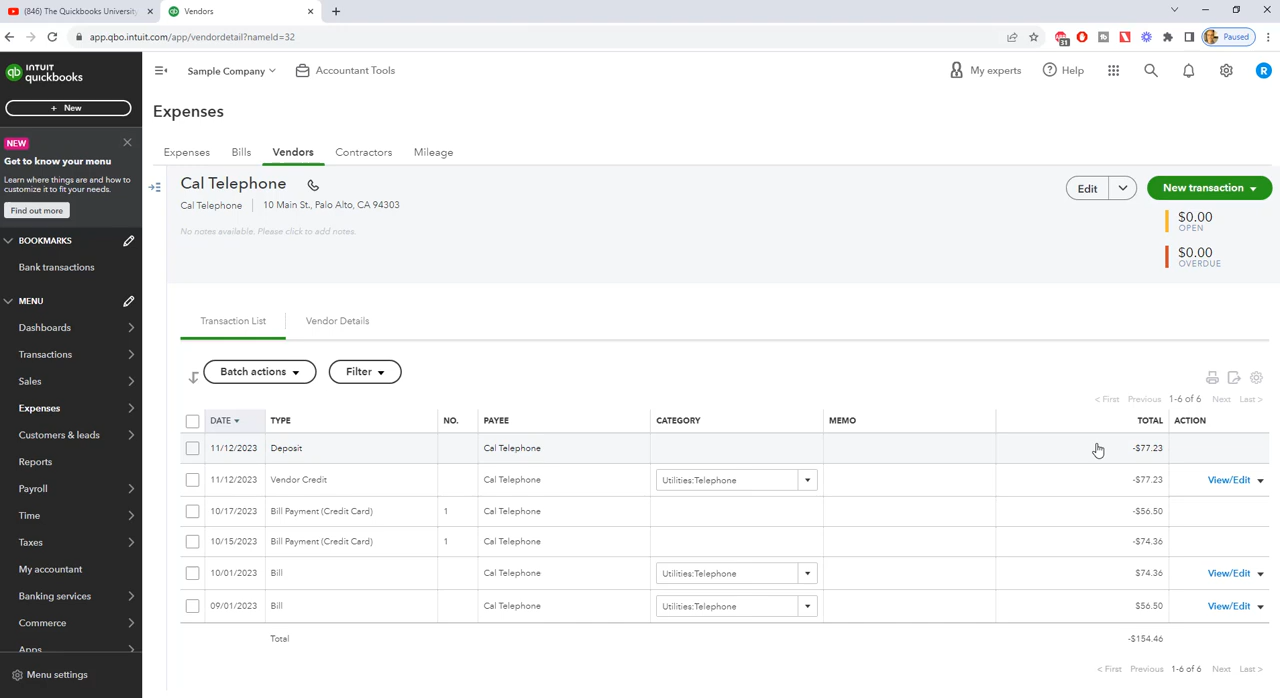 (846) The Quickbooks University
Vendors
app.qbo.intuit.com/app/vendordetail?nameId=32
31
Paused
INTUIT
quickbooks
qb
Sample Company
Accountant Tools
My experts
Help
R
+ New
Expenses
NEW
Get to know your menu
Learn where things are and how to
customize it to fit your needs.
Find out more
Expenses
Bills
Vendors
Contractors
Mileage
Cal Telephone
Edit
New transaction
Cal Telephone
10 Main St., Palo Alto, CA 94303
$0.00
OPEN
No notes available. Please click to add notes.
$0.00
OVERDUE
BOOKMARKS
Bank transactions
MENU
Dashboards
Transactions
Sales
Expenses
Customers & leads
Reports
Payroll
Time
Taxes
My accountant
Banking services
Commerce
Apps
Menu settings
Transaction List
Vendor Details
Batch actions
Filter
< First Previous 1-6 of 6 Next Last >
DATE TYPE NO. PAYEE CATEGORY MEMO TOTAL ACTION
11/12/2023 Deposit Cal Telephone -$77.23
11/12/2023 Vendor Credit Cal Telephone Utilities:Telephone -$77.23 View/Edit
10/17/2023 Bill Payment (Credit Card) 1 Cal Telephone -$56.50
10/15/2023 Bill Payment (Credit Card) 1 Cal Telephone -$74.36
10/01/2023 Bill Cal Telephone Utilities:Telephone $74.36 View/Edit
09/01/2023 Bill Cal Telephone Utilities:Telephone $56.50 View/Edit
Total -$154.46
< First Previous 1-6 of 6 Next Last >